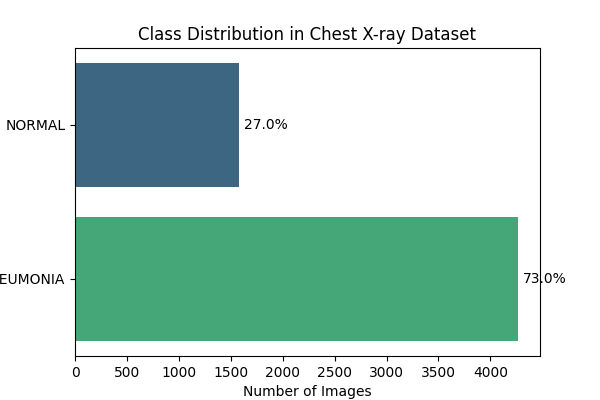 Class Distribution in Chest X-ray Dataset
NORMAL
27.0%
EUMONIA
73.0%
0 500 1000 1500 2000 2500 3000 3500 4000
Number of Images